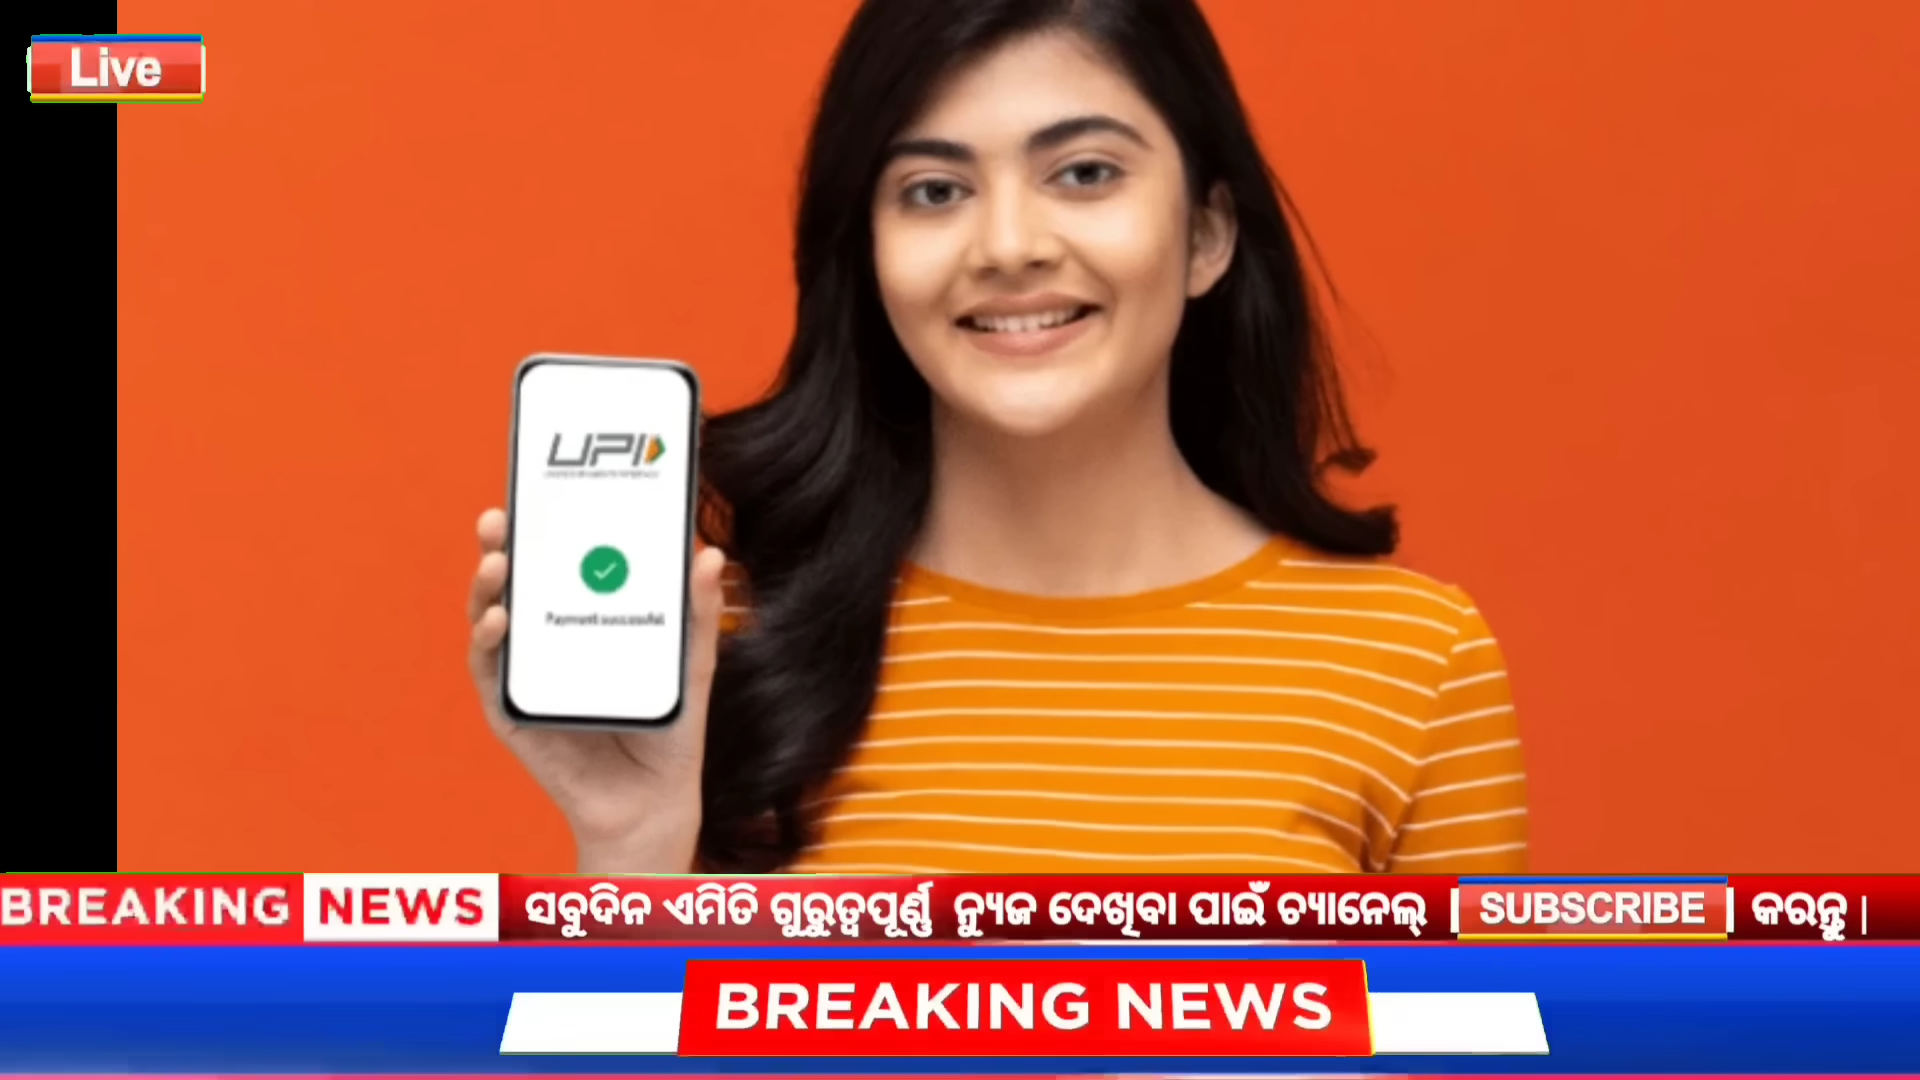 Live
UPI
Payment successful
BREAKING NEWS ସବୁଦିନ ଏମିତି ଗୁରୁତ୍ୱପୂର୍ଣ୍ଣ ନ୍ୟୁଜ ଦେଖିବା ପାଇଁ ଚ୍ୟାନେଲ୍ | SUBSCRIBE | କରନ୍ତୁ |
BREAKING NEWS